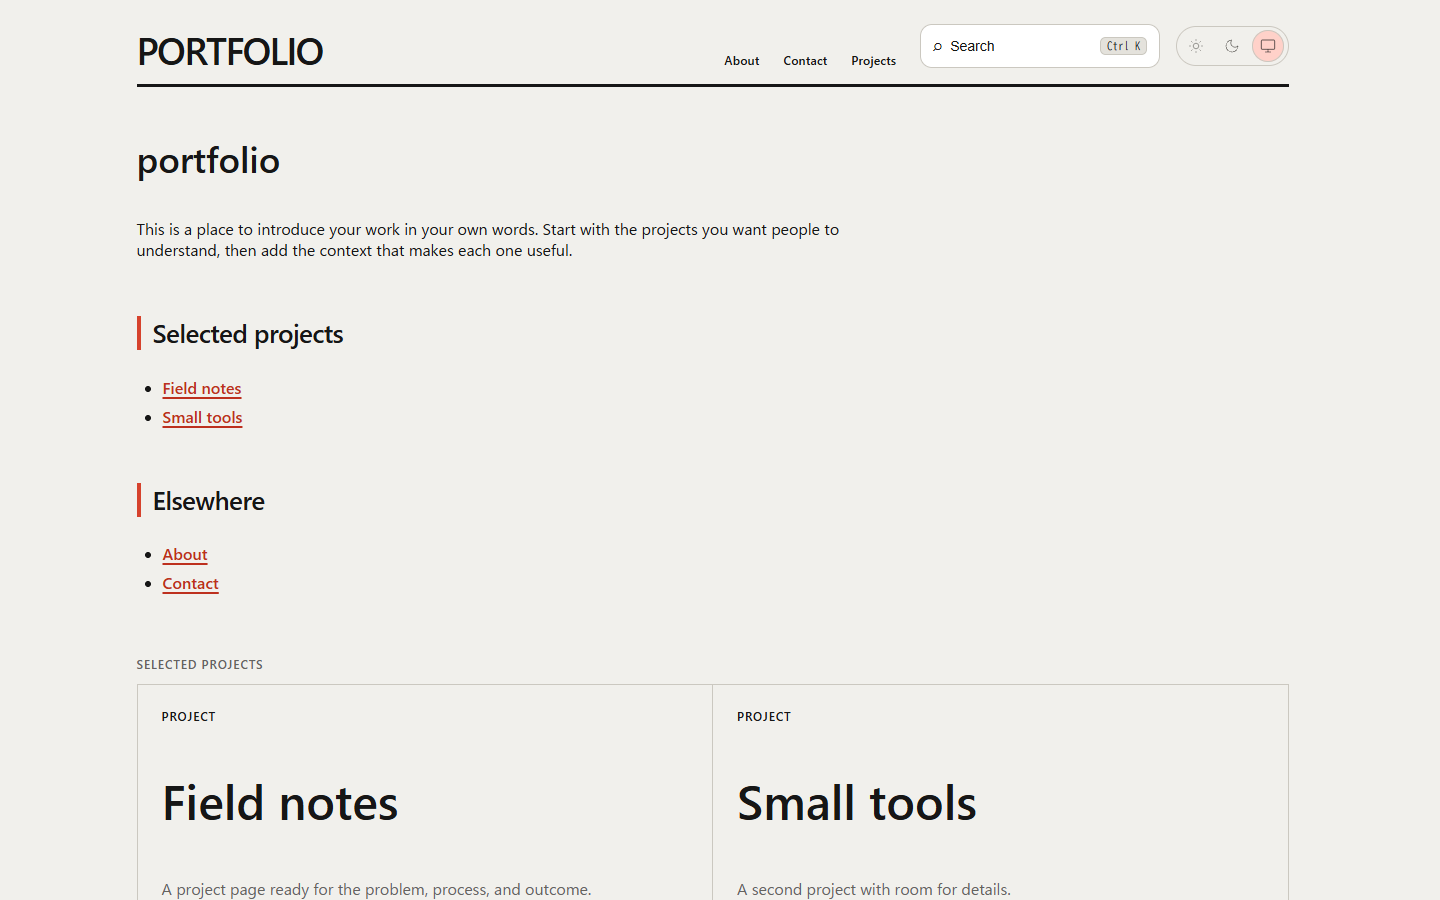 PORTFOLIO
About Contact Projects
Search Ctrl K
portfolio
This is a place to introduce your work in your own words. Start with the projects you want people to
understand, then add the context that makes each one useful.
Selected projects
Field notes
Small tools
Elsewhere
About
Contact
SELECTED PROJECTS
PROJECT
Field notes
A project page ready for the problem, process, and outcome.
PROJECT
Small tools
A second project with room for details.